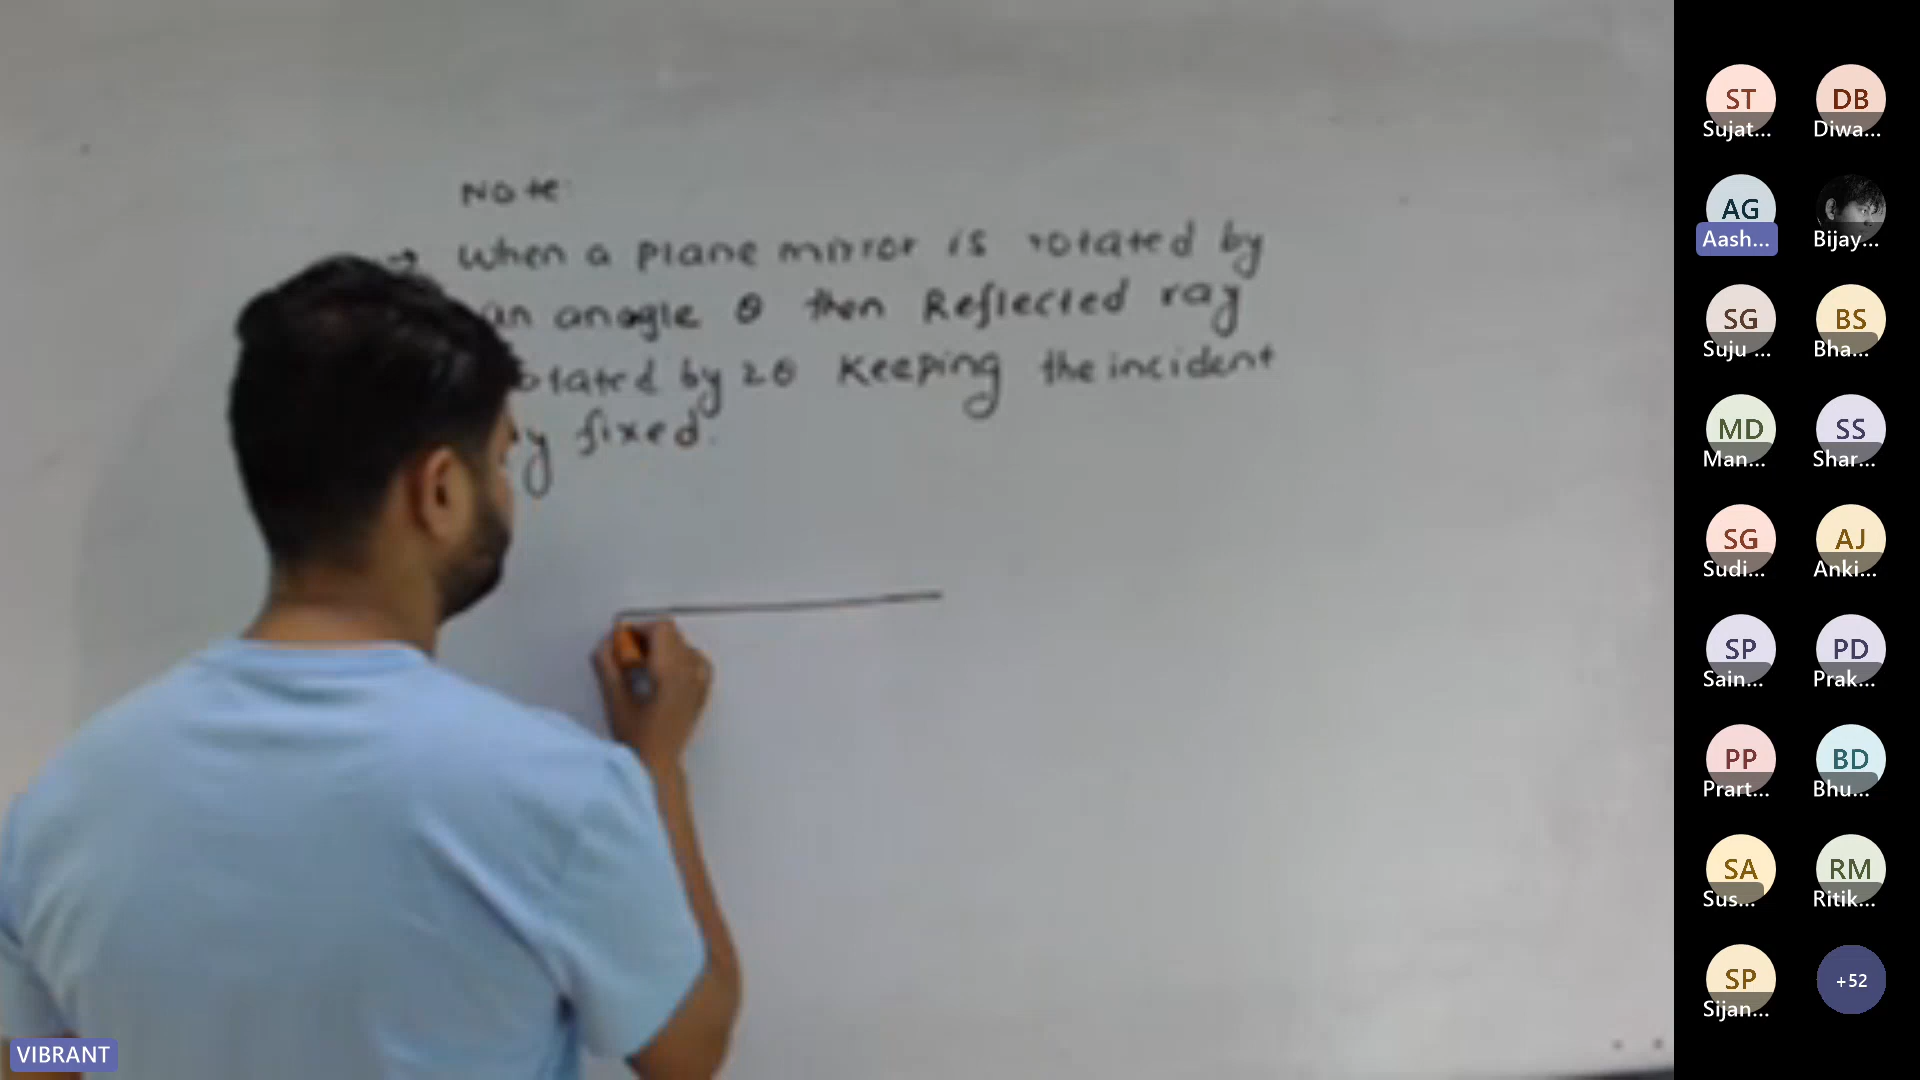 Note:
→ When a plane mirror is rotated by
an anogle θ then Reflected ray
otated by 2θ Keeping the incident
y fixed.
ST
Sujat...
DB
Diwa...
AG
Aash...
Bijay...
SG
Suju ...
BS
Bha...
MD
Man...
SS
Shar...
SG
Sudi...
AJ
Anki...
SP
Sain...
PD
Prak...
PP
Prart...
BD
Bhu...
SA
Sus...
RM
Ritik...
SP
Sijan...
+52
VIBRANT